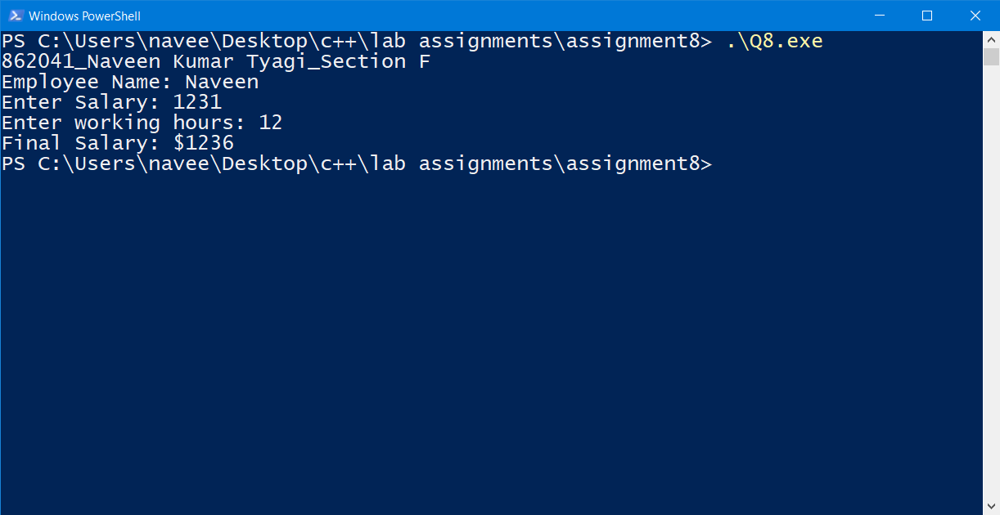 Windows PowerShell
PS C:\Users\navee\Desktop\c++\lab assignments\assignment8> .\Q8.exe
862041_Naveen Kumar Tyagi_Section F
Employee Name: Naveen
Enter Salary: 1231
Enter working hours: 12
Final Salary: $1236
PS C:\Users\navee\Desktop\c++\lab assignments\assignment8>